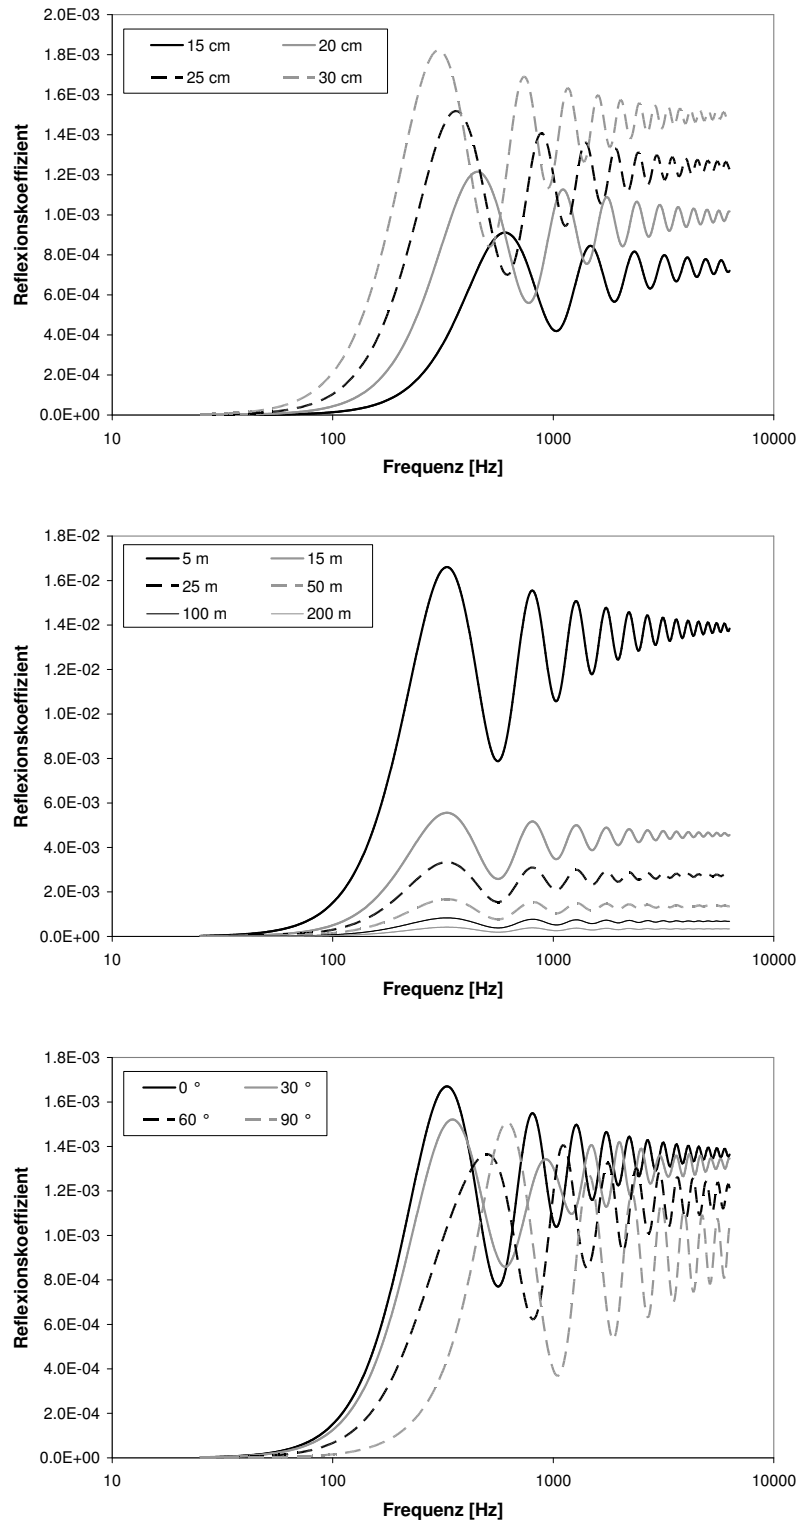 2.0E-03
1.8E-03
1.6E-03
1.4E-03
1.2E-03
1.0E-03
8.0E-04
6.0E-04
4.0E-04
2.0E-04
0.0E+00
Reflexionskoeffizient
15 cm 20 cm
25 cm 30 cm
10 100 1000 10000
Frequenz [Hz]
1.8E-02
1.6E-02
1.4E-02
1.2E-02
1.0E-02
8.0E-03
6.0E-03
4.0E-03
2.0E-03
0.0E+00
Reflexionskoeffizient
5 m 15 m
25 m 50 m
100 m 200 m
10 100 1000 10000
Frequenz [Hz]
1.8E-03
1.6E-03
1.4E-03
1.2E-03
1.0E-03
8.0E-04
6.0E-04
4.0E-04
2.0E-04
0.0E+00
Reflexionskoeffizient
0 ° 30 °
60 ° 90 °
10 100 1000 10000
Frequenz [Hz]